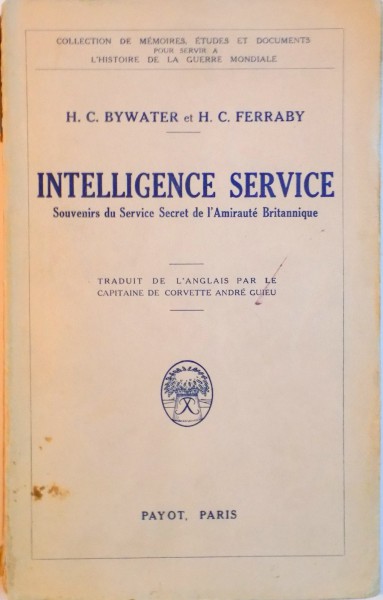 COLLECTION DE MÉMOIRES, ÉTUDES ET DOCUMENTS
POUR SERVIR A
L'HISTOIRE DE LA GUERRE MONDIALE
H. C. BYWATER et H. C. FERRABY
INTELLIGENCE SERVICE
Souvenirs du Service Secret de l'Amirauté Britannique
TRADUIT DE L'ANGLAIS PAR LE
CAPITAINE DE CORVETTE ANDRÉ GUIEU
PAYOT, PARIS